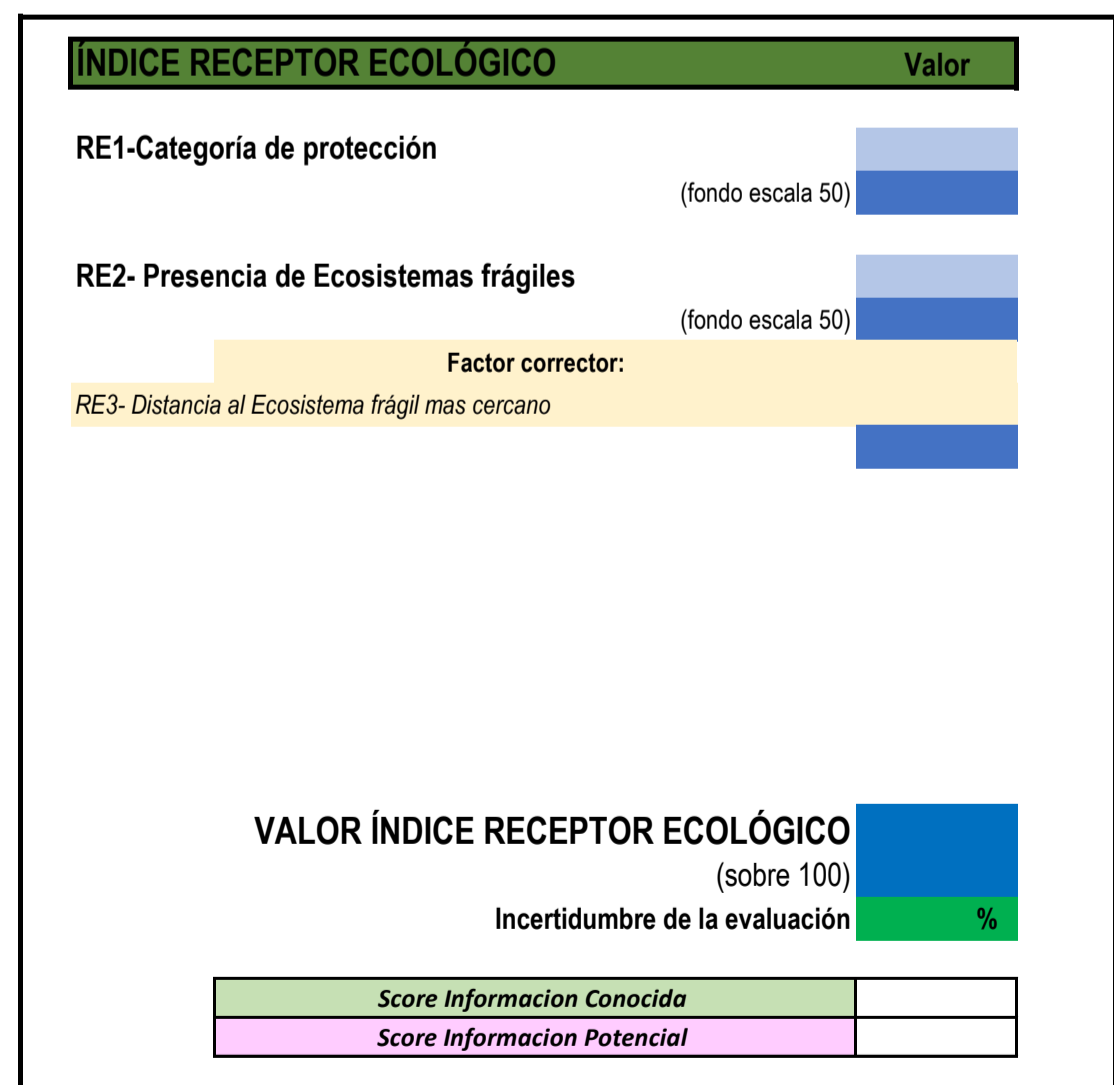 ÍNDICE RECEPTOR ECOLÓGICO Valor
RE1-Categoría de protección
(fondo escala 50)
RE2- Presencia de Ecosistemas frágiles
(fondo escala 50)
Factor corrector:
RE3- Distancia al Ecosistema frágil mas cercano
VALOR ÍNDICE RECEPTOR ECOLÓGICO
(sobre 100)
Incertidumbre de la evaluación %
Score Informacion Conocida
Score Informacion Potencial